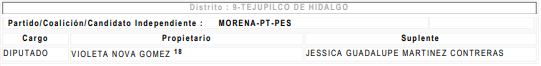 Distrito : 9-TEJUPILCO DE HIDALGO
Partido/Coalición/Candidato Independiente : MORENA-PT-PES
Cargo Propietario Suplente
DIPUTADO VIOLETA NOVA GOMEZ 18 JESSICA GUADALUPE MARTINEZ CONTRERAS